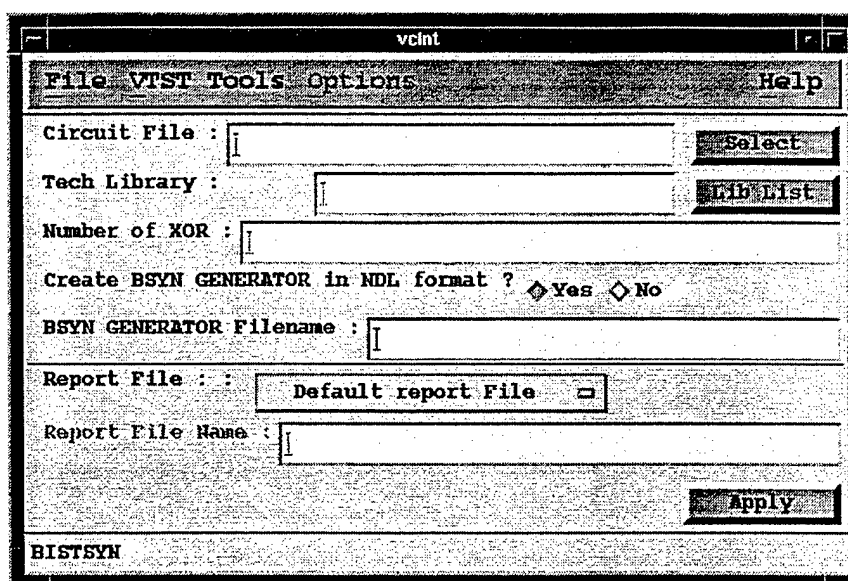 vcint
File VTST Tools Options Help
Circuit File : Select
Tech Library : Lib List
Number of XOR :
Create BSYN GENERATOR in NDL format ? Yes No
BSYN GENERATOR Filename :
Report File : : Default report File
Report File Name :
Apply
BISTSYN